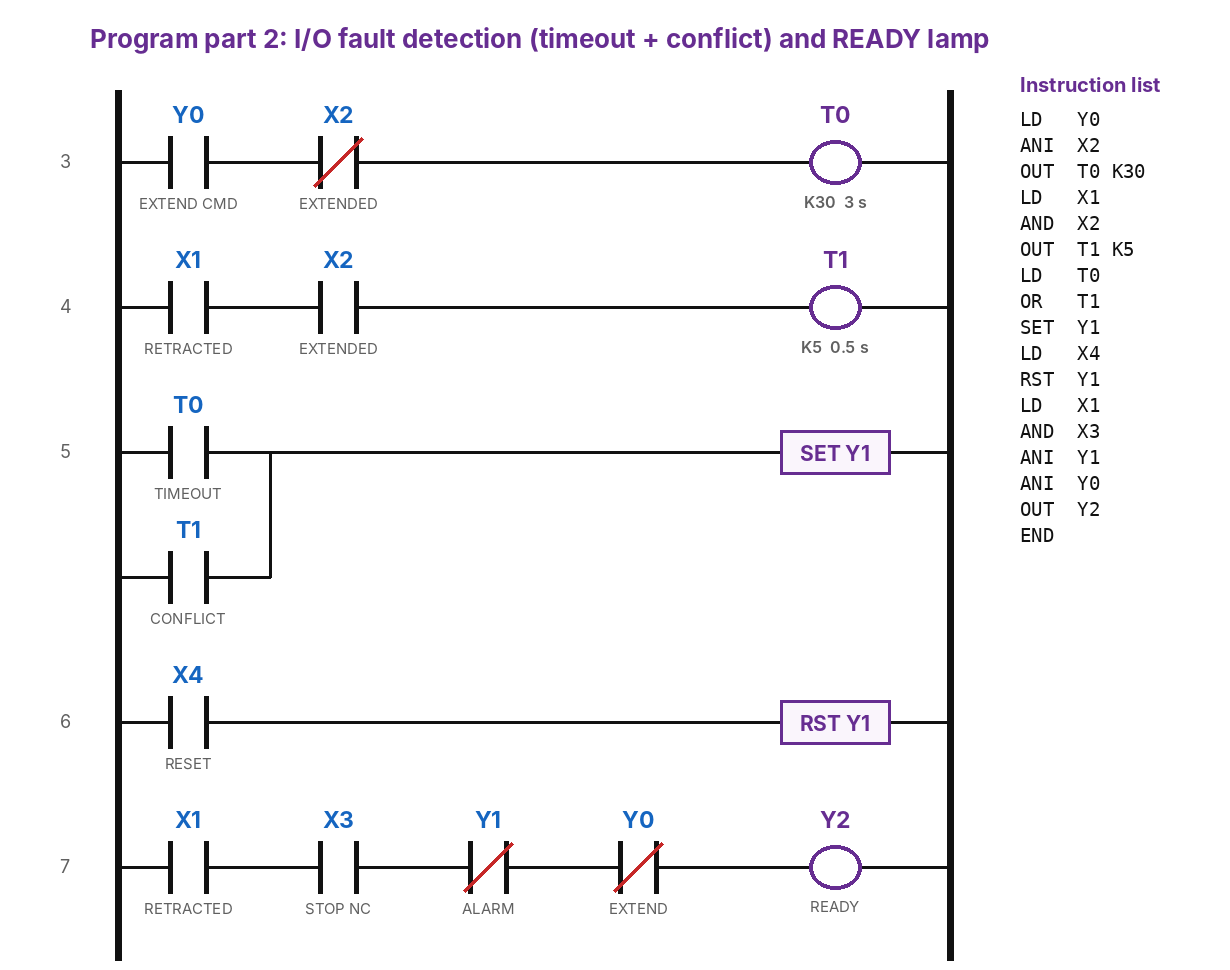 Program part 2: I/O fault detection (timeout + conflict) and READY lamp
Instruction list
Y0 X2 T0
3
EXTEND CMD EXTENDED K30 3 s
X1 X2 T1
4
RETRACTED EXTENDED K5 0.5 s
T0
5 SET Y1
TIMEOUT
T1
CONFLICT
X4
6 RST Y1
RESET
X1 X3 Y1 Y0 Y2
7
RETRACTED STOP NC ALARM EXTEND READY
LD Y0
ANI X2
OUT T0 K30
LD X1
AND X2
OUT T1 K5
LD T0
OR T1
SET Y1
LD X4
RST Y1
LD X1
AND X3
ANI Y1
ANI Y0
OUT Y2
END